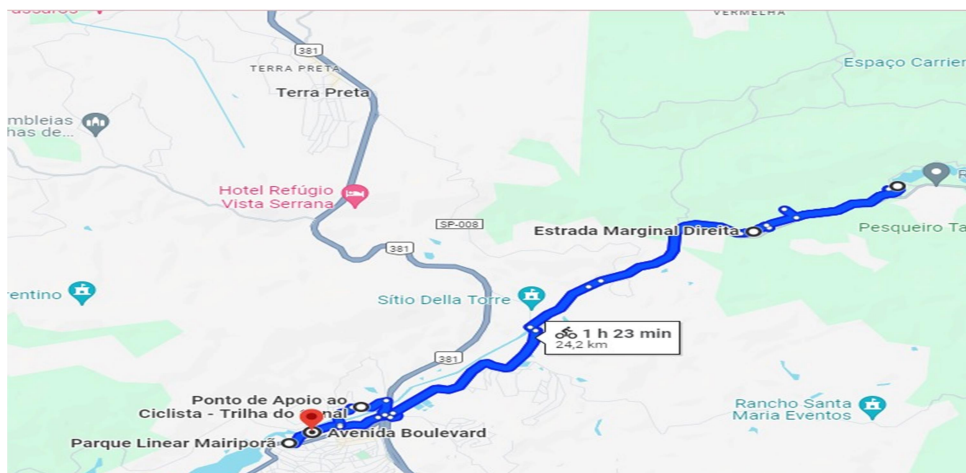 VERMELHA
381
TERRA PRETA
Terra Preta
Espaço Carrier
Hotel Refúgio
Vista Serrana
SP-008
Estrada Marginal Direita
Pesqueiro Ta
381
Sítio Della Torre
1 h 23 min
24,2 km
381
Ponto de Apoio ao
Ciclista - Trilha do
Avenida Boulevard
Parque Linear Mairiporã
Rancho Santa
Maria Eventos